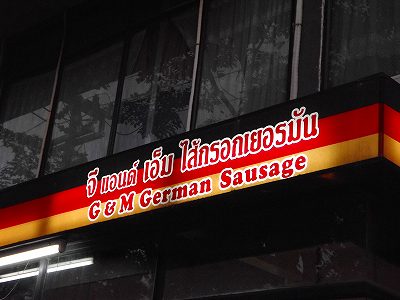 จี แอนด์ เอ็ม ไส้กรอกเยอรมัน
G & M German Sausage